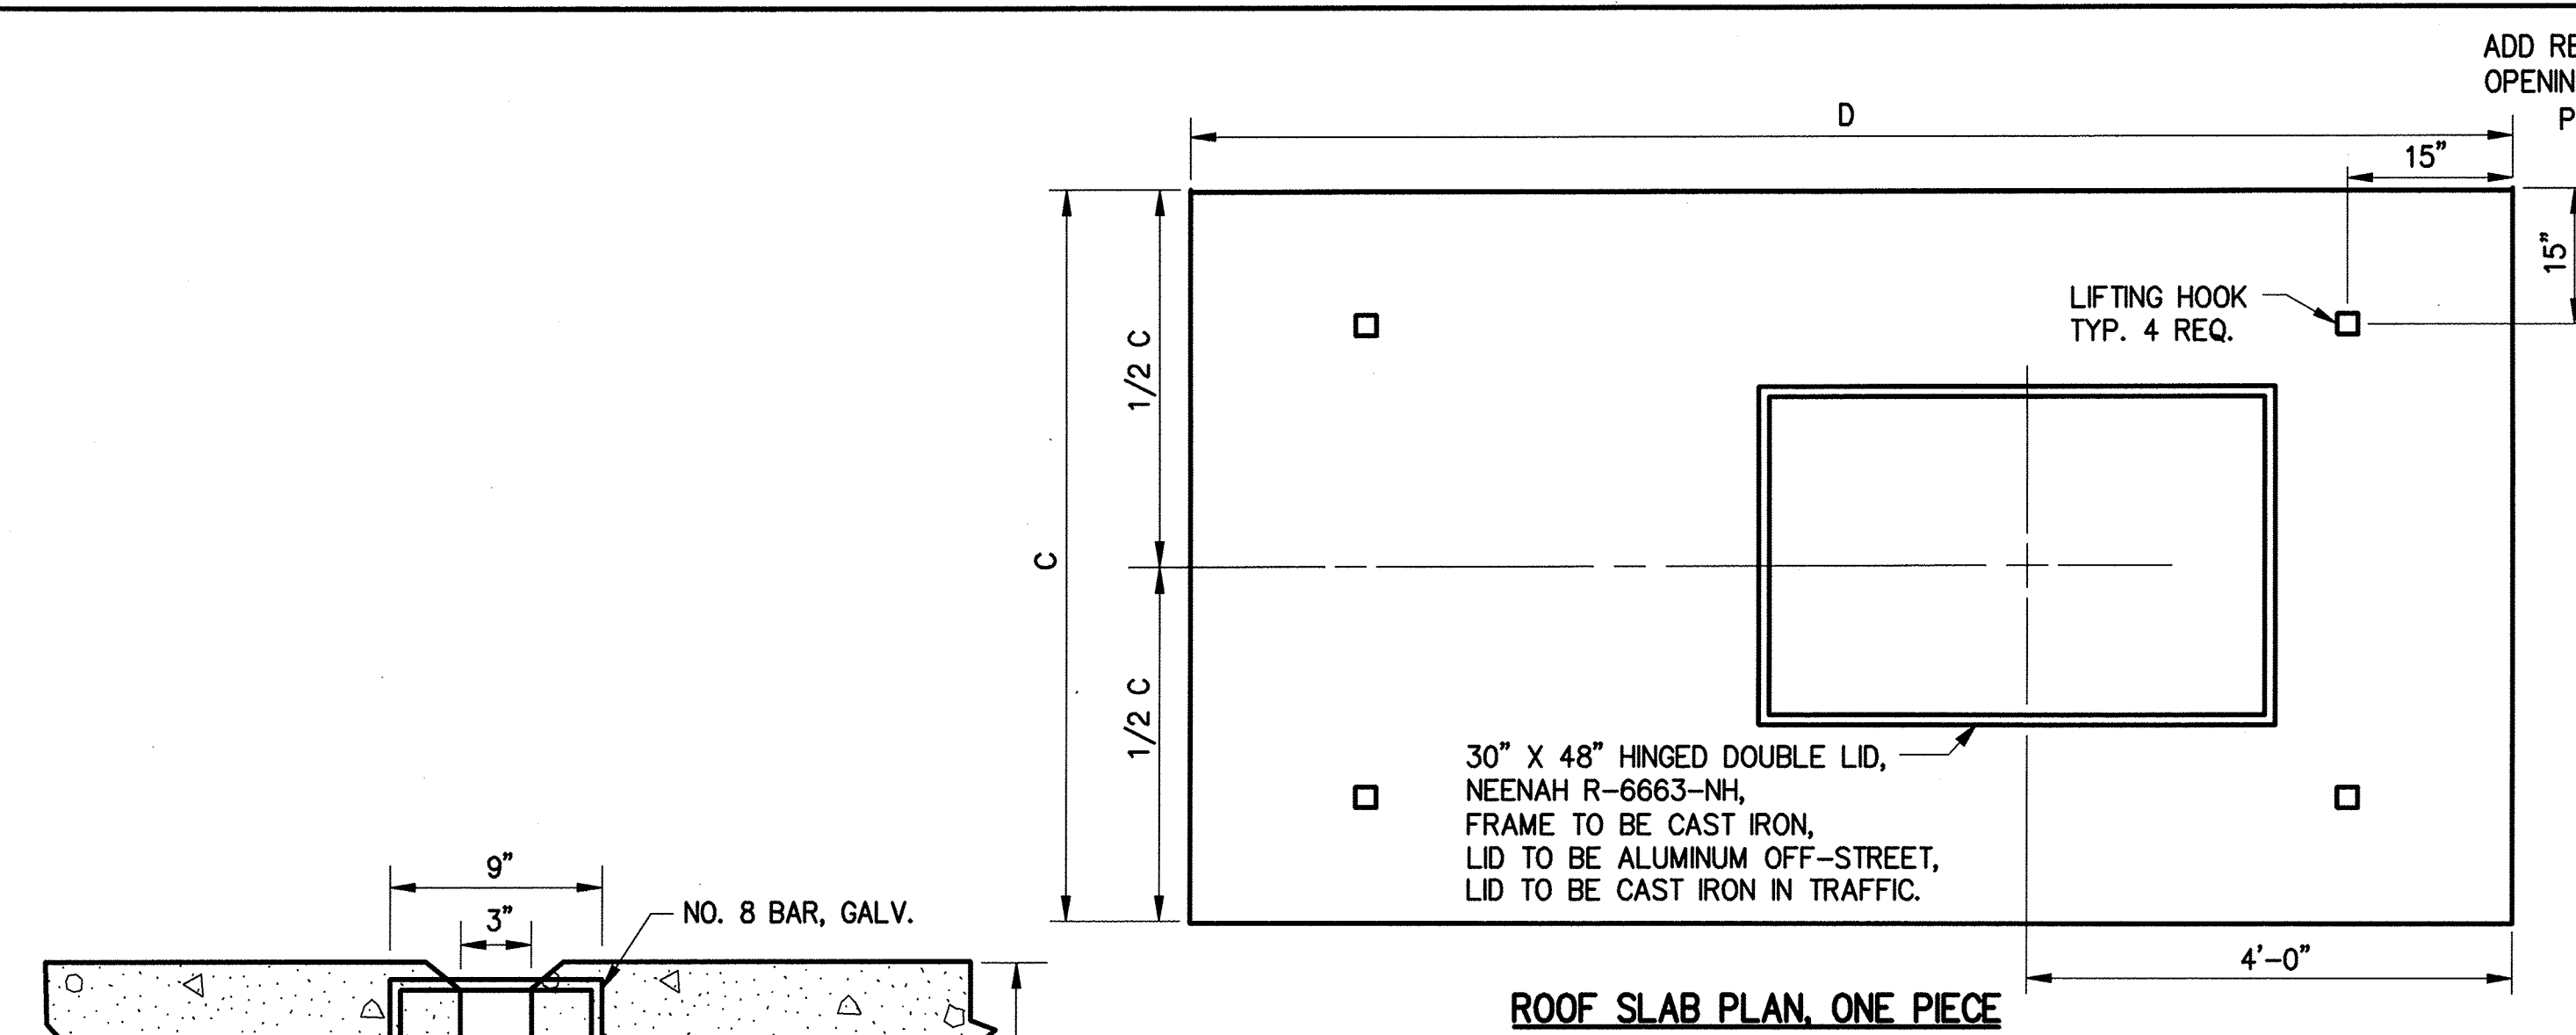 ADD
D
15"
15"
LIFTING HOOK
TYP. 4 REQ.
1/2 C
C
1/2 C
30" X 48" HINGED DOUBLE LID,
NEENAH R-6663-NH,
FRAME TO BE CAST IRON,
LID TO BE ALUMINUM OFF-STREET,
LID TO BE CAST IRON IN TRAFFIC.
9"
3"
NO. 8 BAR, GALV.
4'-0"
ROOF SLAB PLAN, ONE PIECE